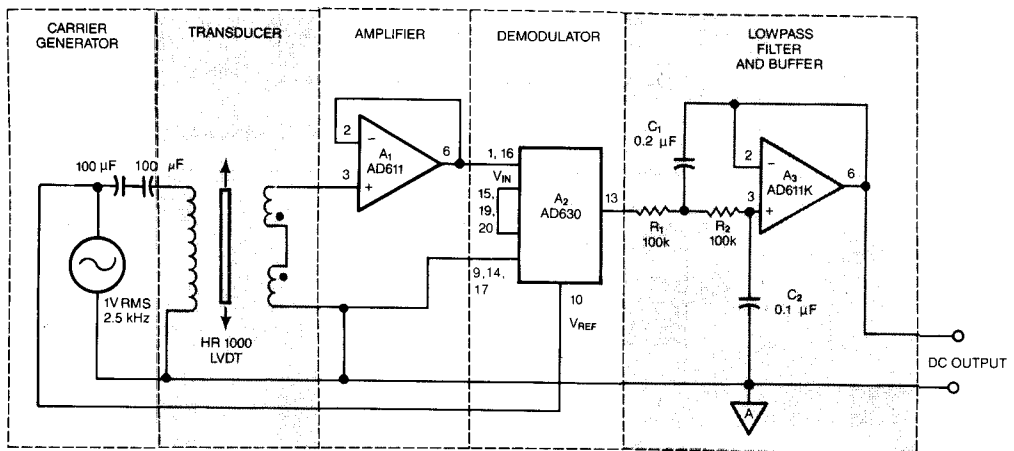 CARRIER
GENERATOR
TRANSDUCER
AMPLIFIER
DEMODULATOR
LOWPASS
FILTER
AND BUFFER
100 µF
100 µF
1V RMS
2.5 kHz
HR 1000
LVDT
2
−
A1
AD611
6
3
+
1, 16
VIN
15,
19,
20
A2
AD630
13
9, 14,
17
10
VREF
C1
0.2 µF
R1
100k
R2
100k
2
−
A3
AD611K
6
3
+
C2
0.1 µF
DC OUTPUT
A